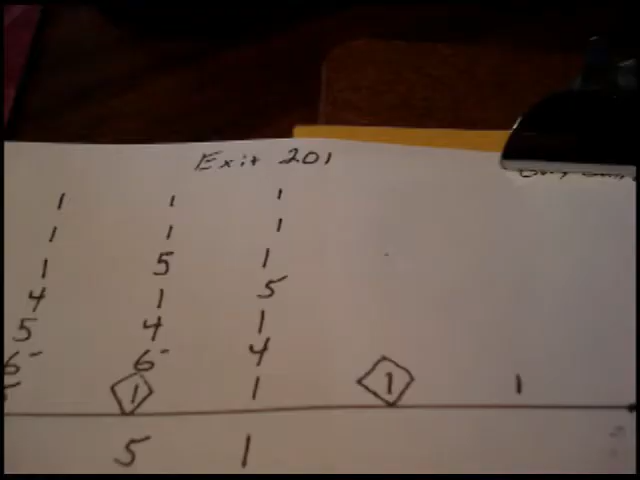 Exit 201
1 1 1
1 1 1
1 5 1
4 1 5
5 4 1
6- 6- 4
1 1 1 1
5 1